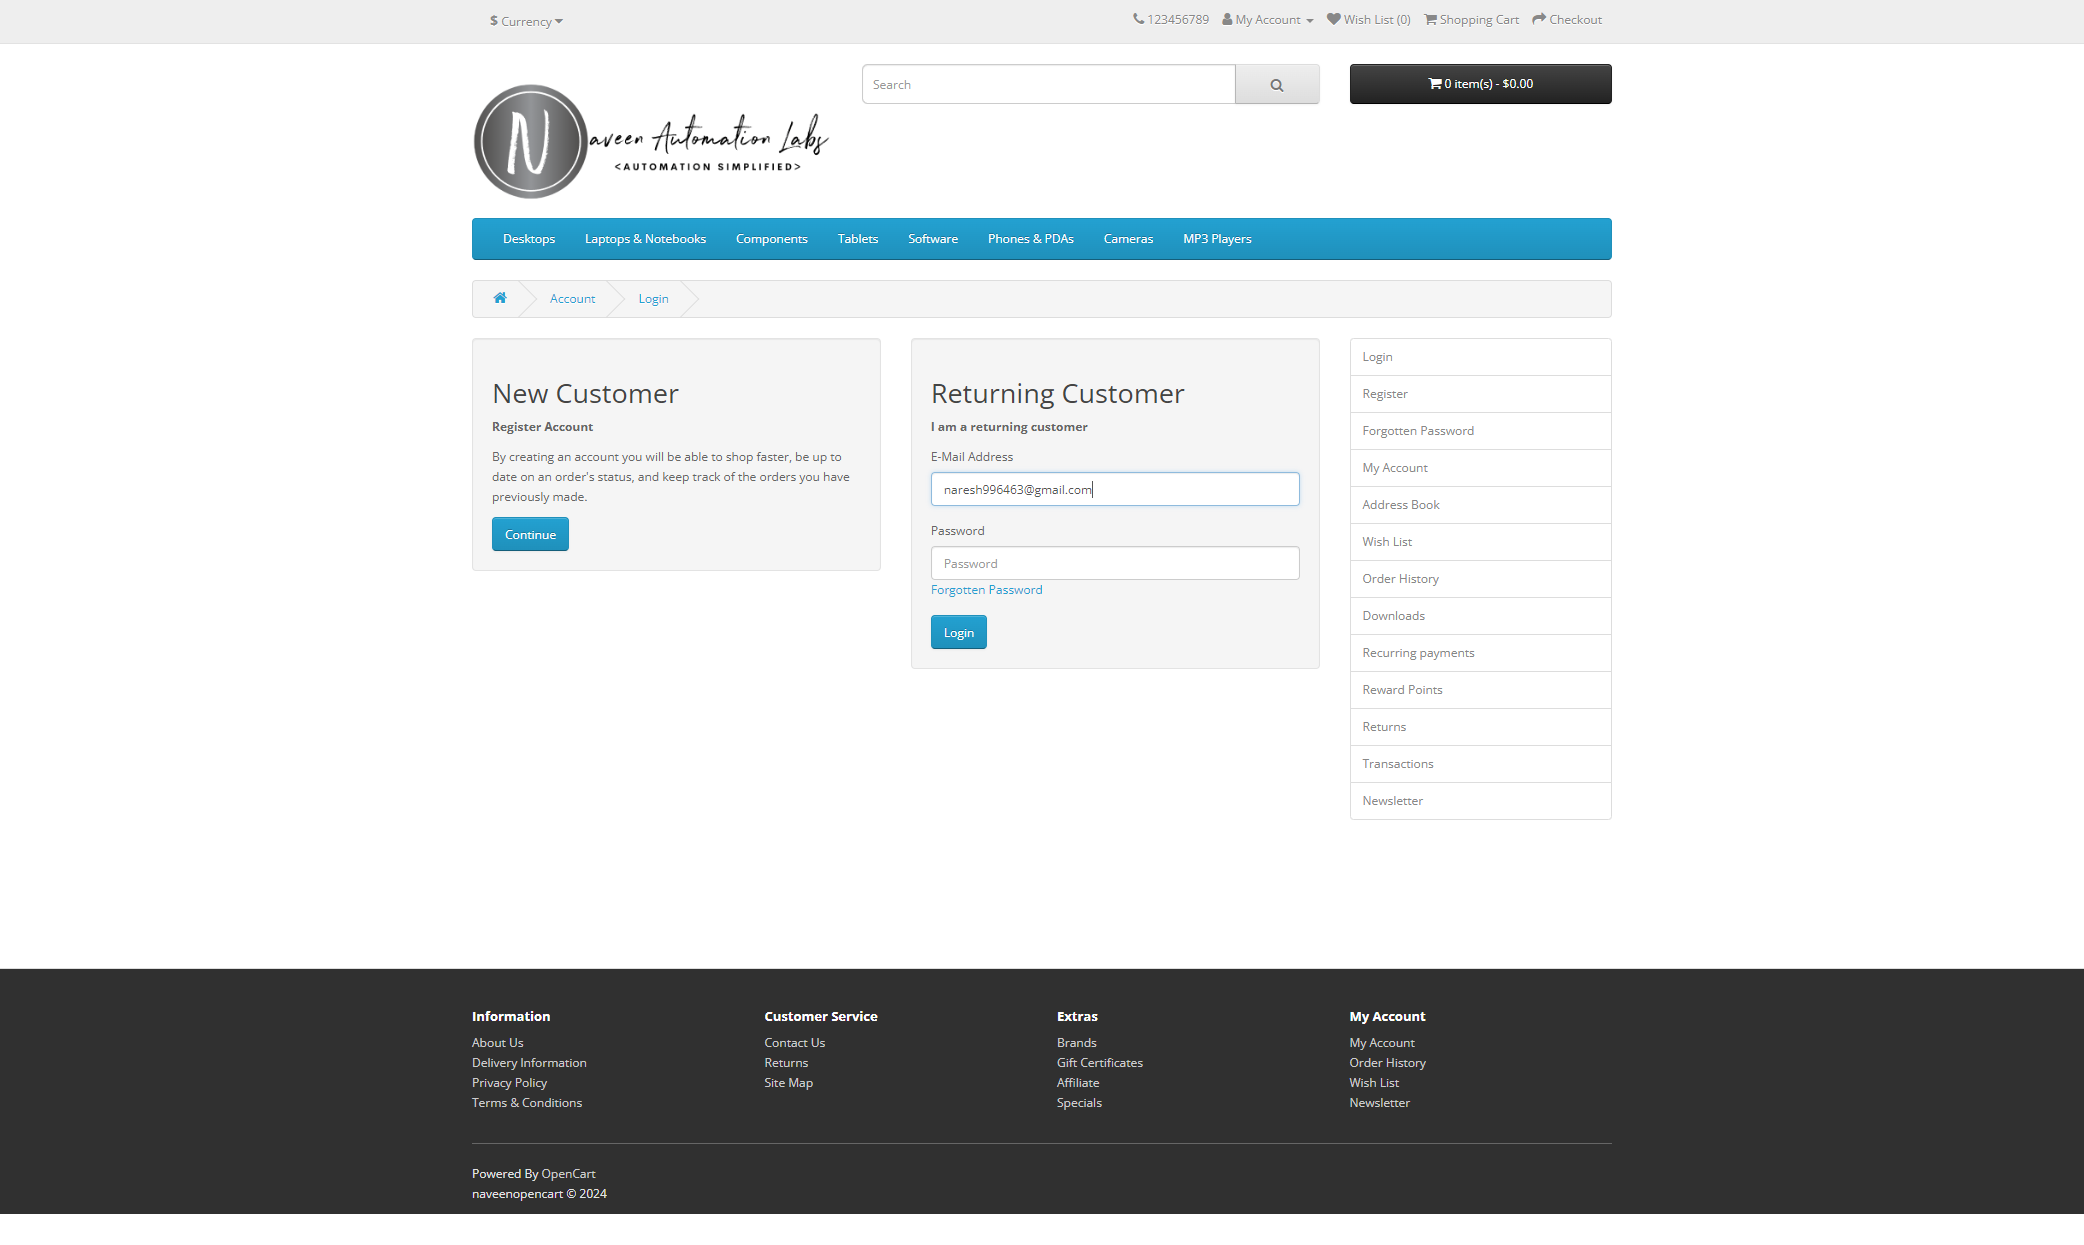 $ Currency
123456789 My Account Wish List (0) Shopping Cart Checkout
Search
0 item(s) - $0.00
N aveen Automation Labs
<AUTOMATION SIMPLIFIED>
Desktops Laptops & Notebooks Components Tablets Software Phones & PDAs Cameras MP3 Players
Account Login
New Customer
Register Account
By creating an account you will be able to shop faster, be up to
date on an order's status, and keep track of the orders you have
previously made.
Continue
Returning Customer
I am a returning customer
E-Mail Address
naresh996463@gmail.com
Password
Password
Forgotten Password
Login
Login
Register
Forgotten Password
My Account
Address Book
Wish List
Order History
Downloads
Recurring payments
Reward Points
Returns
Transactions
Newsletter
Information
About Us
Delivery Information
Privacy Policy
Terms & Conditions
Customer Service
Contact Us
Returns
Site Map
Extras
Brands
Gift Certificates
Affiliate
Specials
My Account
My Account
Order History
Wish List
Newsletter
Powered By OpenCart
naveenopencart © 2024